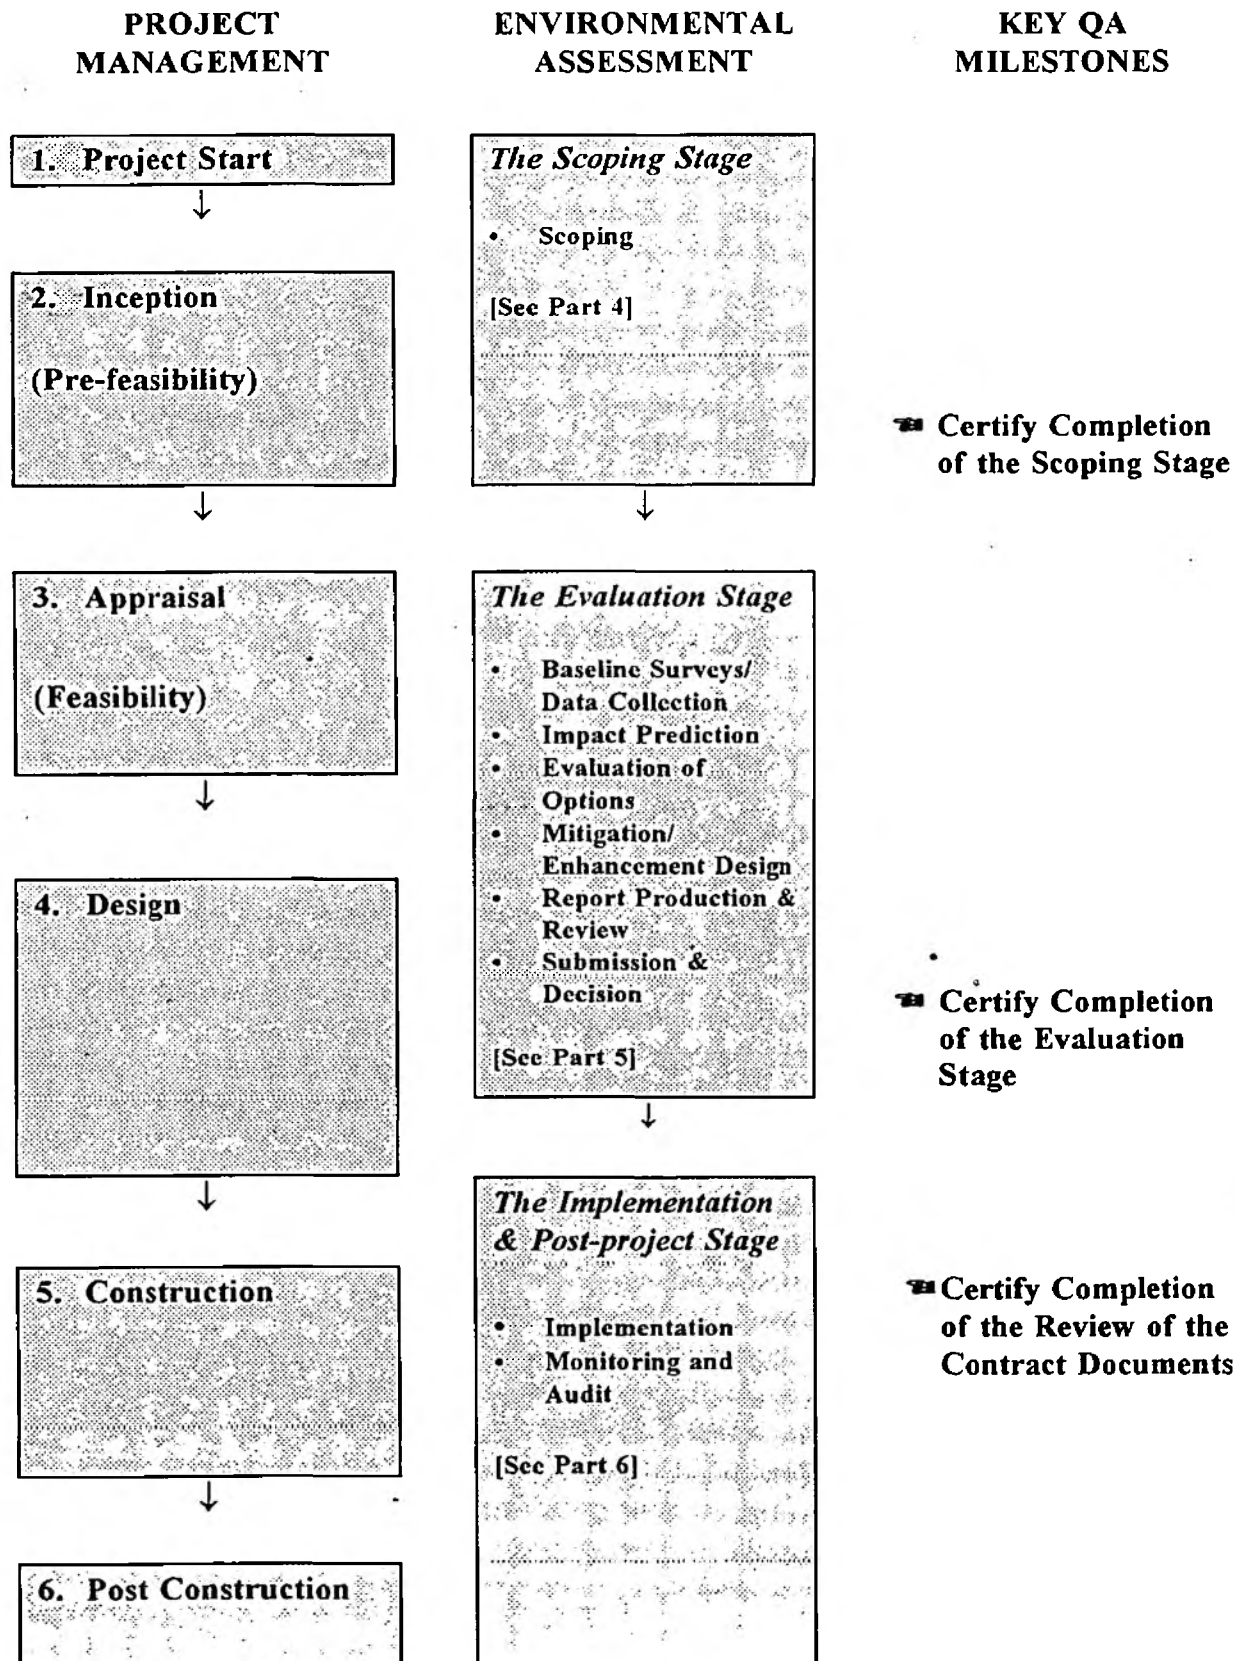 PROJECT
MANAGEMENT
1. Project Start
↓
2. Inception
(Pre-feasibility)
↓
3. Appraisal
(Feasibility)
↓
4. Design
↓
5. Construction
↓
6. Post Construction
ENVIRONMENTAL
ASSESSMENT
The Scoping Stage
• Scoping
[See Part 4]
↓
The Evaluation Stage
• Baseline Surveys/
Data Collection
• Impact Prediction
• Evaluation of
Options
• Mitigation/
Enhancement Design
• Report Production &
Review
• Submission &
Decision
[See Part 5]
↓
The Implementation
& Post-project Stage
• Implementation
• Monitoring and
Audit
[See Part 6]
KEY QA
MILESTONES
☚ Certify Completion
of the Scoping Stage
☚ Certify Completion
of the Evaluation
Stage
☚ Certify Completion
of the Review of the
Contract Documents